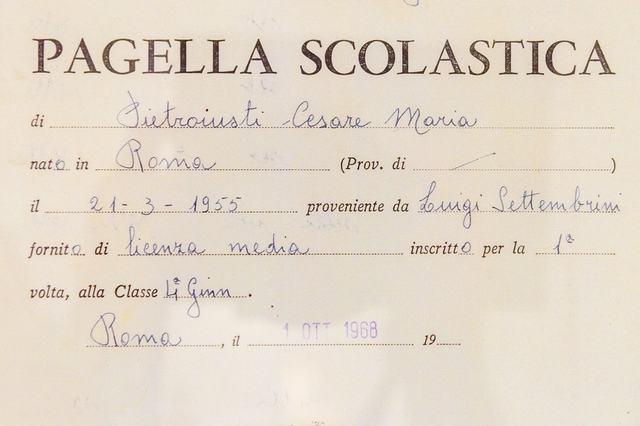 PAGELLA SCOLASTICA
di Pietroiusti Cesare Maria
nato in Roma (Prov. di — )
il 21-3-1955 proveniente da Luigi Settembrini
fornito di licenza media inscritto per la 1ª
volta, alla Classe 4ª Ginn.
Roma, il 1 OTT 1968 19